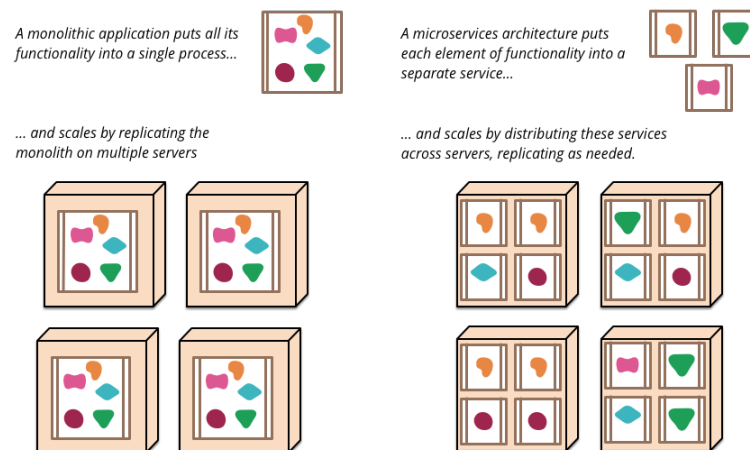 A monolithic application puts all its
functionality into a single process...
... and scales by replicating the
monolith on multiple servers
A microservices architecture puts
each element of functionality into a
separate service...
... and scales by distributing these services
across servers, replicating as needed.